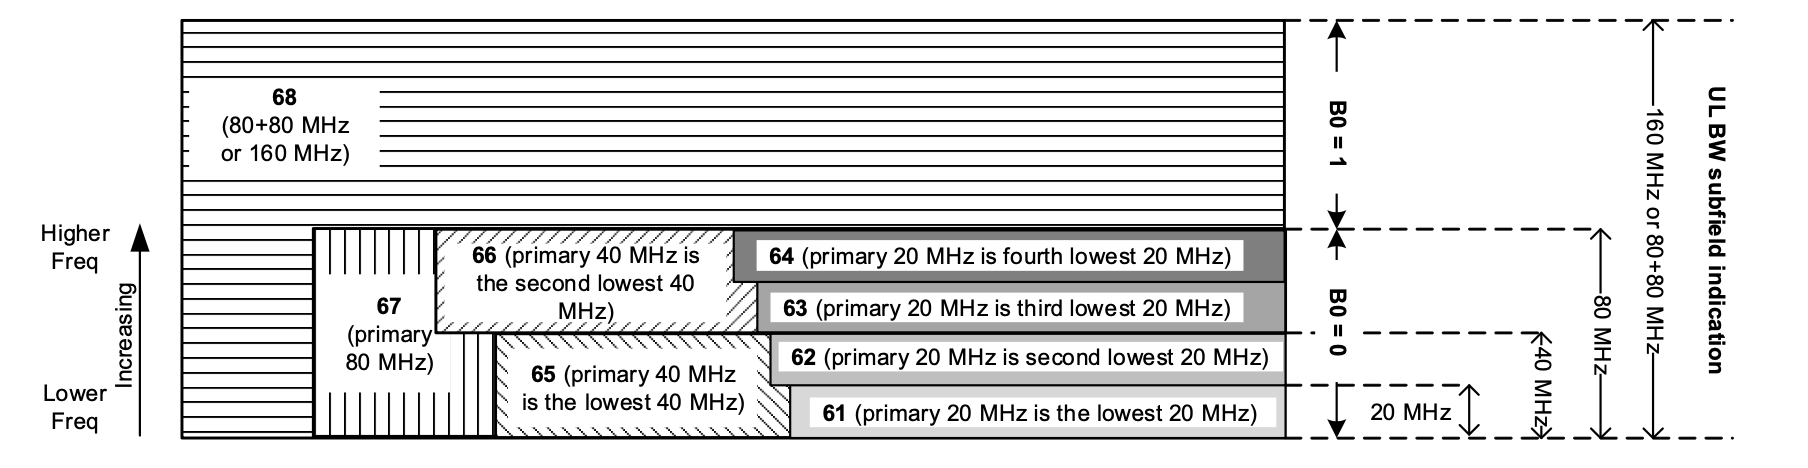 68
(80+80 MHz
or 160 MHz)
Higher
Freq
Increasing
Lower
Freq
67
(primary
80 MHz)
66 (primary 40 MHz is
the second lowest 40
MHz)
65 (primary 40 MHz
is the lowest 40 MHz)
64 (primary 20 MHz is fourth lowest 20 MHz)
63 (primary 20 MHz is third lowest 20 MHz)
62 (primary 20 MHz is second lowest 20 MHz)
61 (primary 20 MHz is the lowest 20 MHz)
B0 = 1
B0 = 0
20 MHz
40 MHz
80 MHz
160 MHz or 80+80 MHz
UL BW subfield indication